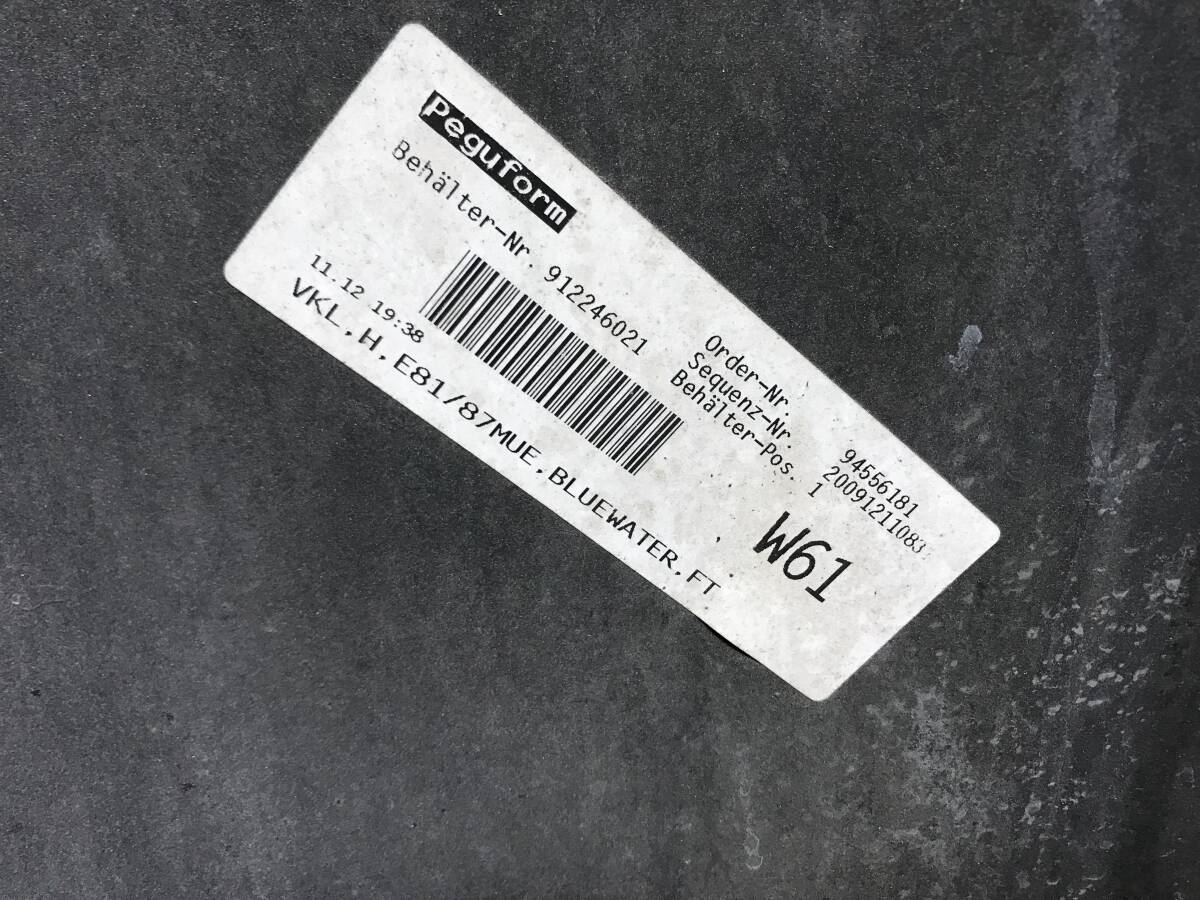 Peguform
Behälter-Nr. 912246021
11.12 19:38
VKL,H,E81/87MUE,BLUEWATER,FT
Order-Nr. 94556181
Sequenz-Nr. 20091211083
Behälter-Pos. 1
W61